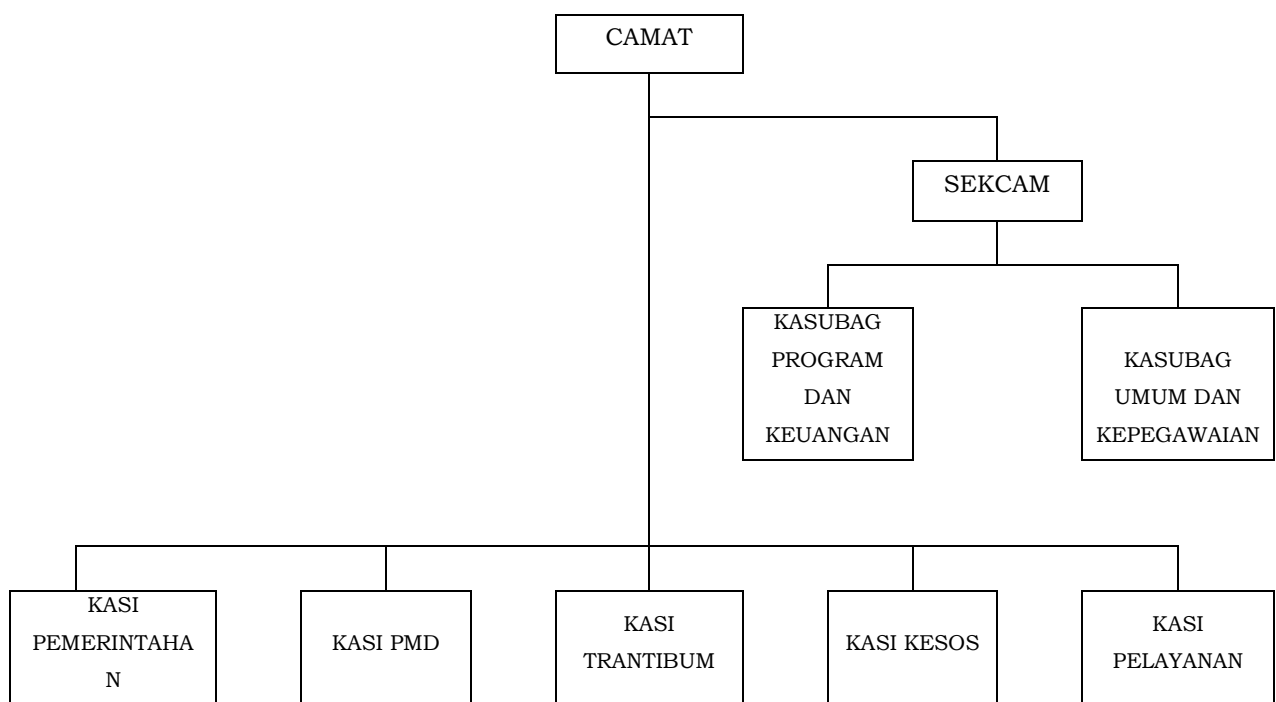 CAMAT
SEKCAM
KASUBAG
PROGRAM
DAN
KEUANGAN
KASUBAG
UMUM DAN
KEPEGAWAIAN
KASI
PEMERINTAHA
N
KASI PMD
KASI
TRANTIBUM
KASI KESOS
KASI
PELAYANAN